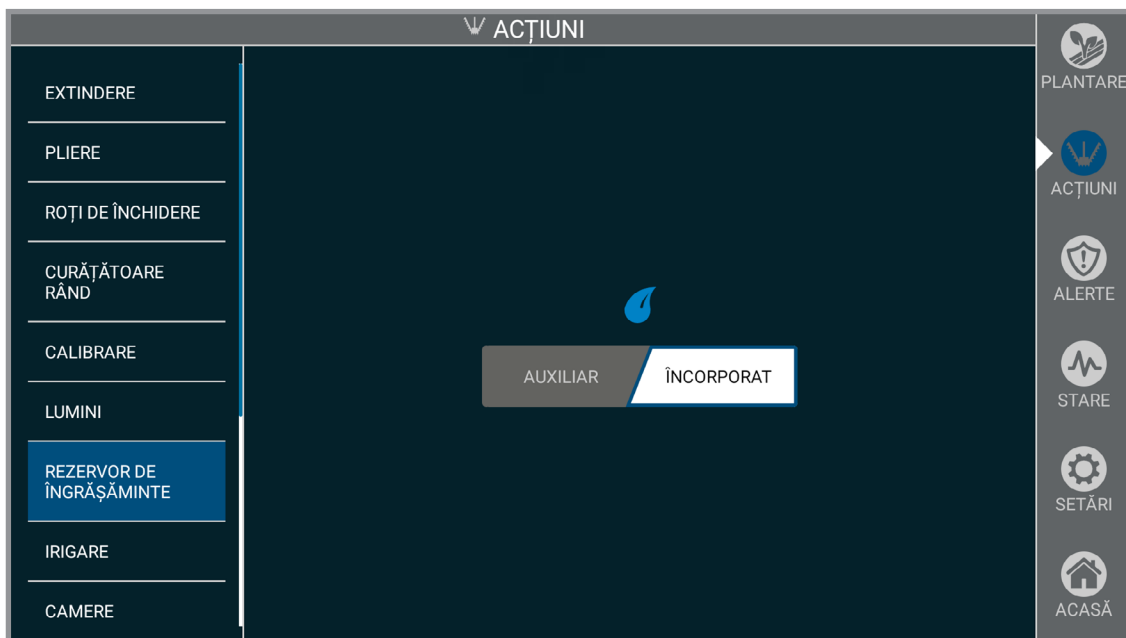 ACȚIUNI
EXTINDERE
PLIERE
ROȚI DE ÎNCHIDERE
CURĂȚĂTOARE
RÂND
CALIBRARE
LUMINI
REZERVOR DE
ÎNGRĂȘĂMINTE
IRIGARE
CAMERE
AUXILIAR
ÎNCORPORAT
PLANTARE
ACȚIUNI
ALERTE
STARE
SETĂRI
ACASĂ